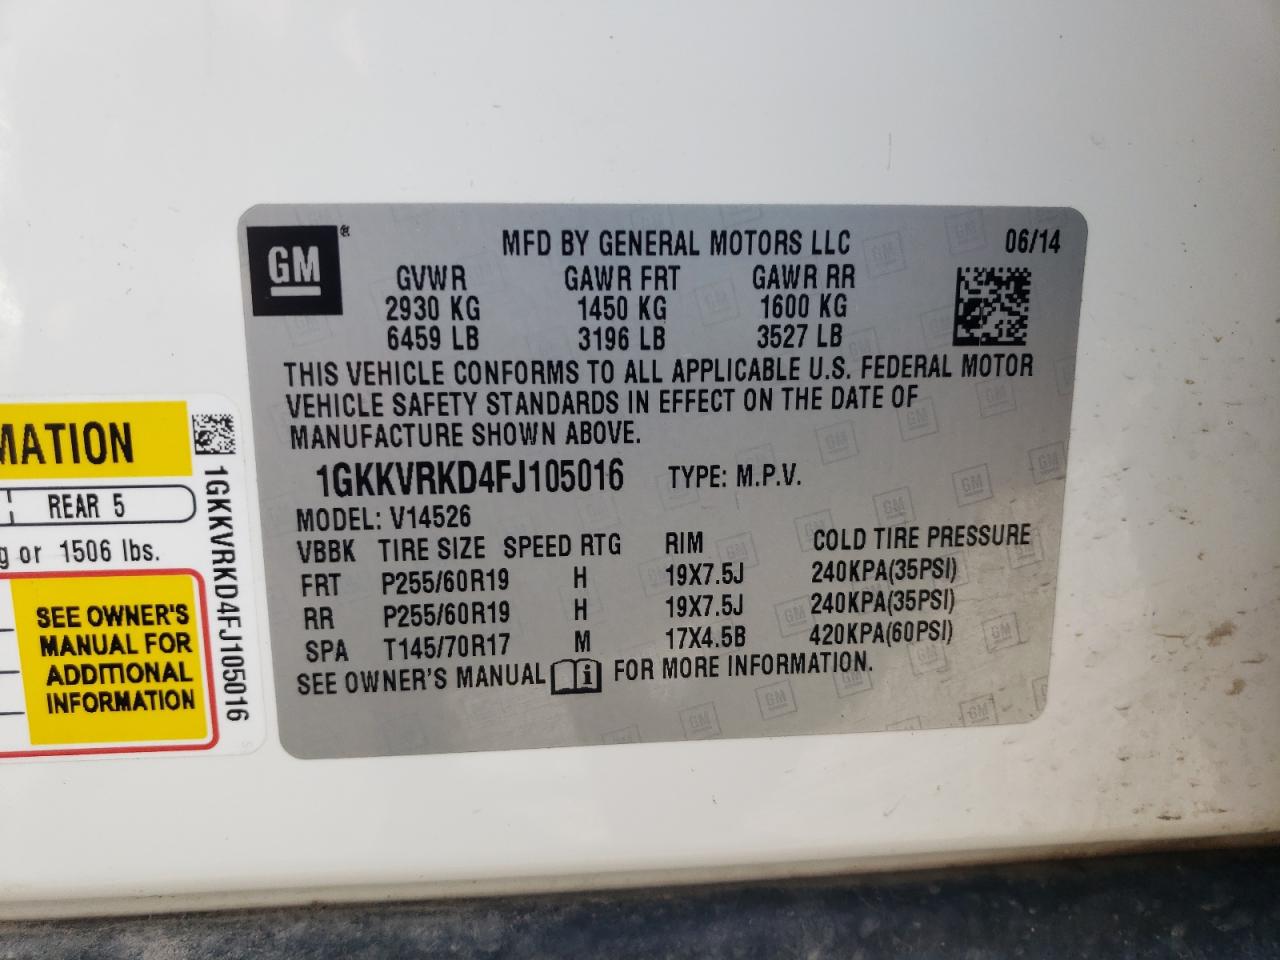 GM
MFD BY GENERAL MOTORS LLC 06/14
GVWR GAWR FRT GAWR RR
2930 KG 1450 KG 1600 KG
6459 LB 3196 LB 3527 LB
THIS VEHICLE CONFORMS TO ALL APPLICABLE U.S. FEDERAL MOTOR
VEHICLE SAFETY STANDARDS IN EFFECT ON THE DATE OF
MANUFACTURE SHOWN ABOVE.
1GKKVRKD4FJ105016 TYPE: M.P.V.
MODEL: V14526
VBBK TIRE SIZE SPEED RTG RIM COLD TIRE PRESSURE
FRT P255/60R19 H 19X7.5J 240KPA(35PSI)
RR P255/60R19 H 19X7.5J 240KPA(35PSI)
SPA T145/70R17 M 17X4.5B 420KPA(60PSI)
SEE OWNER'S MANUAL FOR MORE INFORMATION.
MATION
REAR 5
g or 1506 lbs.
SEE OWNER'S
MANUAL FOR
ADDITIONAL
INFORMATION
1GKKVRKD4FJ105016